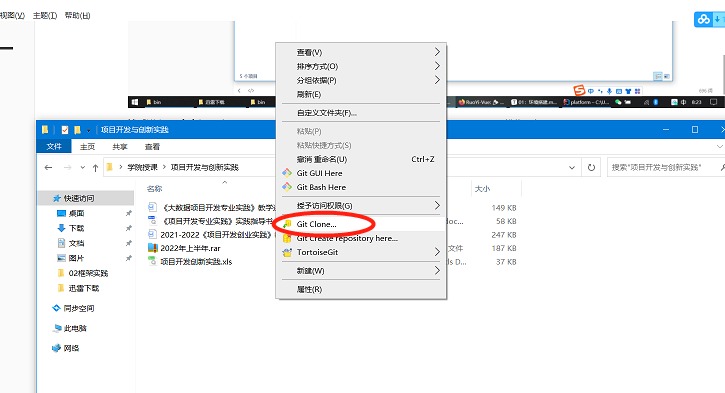 视图(V) 主题(T) 帮助(H)
5 个项目
bin
迅雷下载
bin
RuoYi-Vue
01：环境搭建.m...
platform - C:\U...
中
8:23
查看(V)
排序方式(O)
分组依据(P)
刷新(E)
自定义文件夹(F)...
粘贴(P)
粘贴快捷方式(S)
撤消 重命名(U) Ctrl+Z
Git GUI Here
Git Bash Here
授予访问权限(G)
Git Clone...
Git Create repository here...
TortoiseGit
新建(W)
属性(R)
项目开发与创新实践
文件 主页 共享 查看
学院授课 项目开发与创新实践
搜索"项目开发与创新实践"
名称 大小
快速访问
桌面
下载
文档
图片
02框架实践
迅雷下载
同步空间
此电脑
网络
《大数据项目开发专业实践》教学 149 KB
《项目开发专业实践》实践指导书 oc... 58 KB
2021-2022《项目开发创业实践》 247 KB
2022年上半年.rar 文件 187 KB
项目开发创新实践.xls ls D... 37 KB